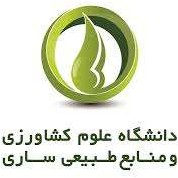 دانشگاه علوم کشاورزی
و منابع طبیعی ساری